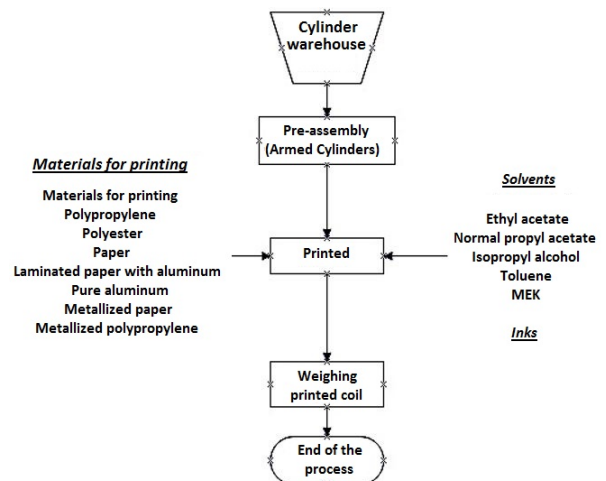 Cylinder
warehouse
Pre-assembly
(Armed Cylinders)
Materials for printing
Materials for printing
Polypropylene
Polyester
Paper
Laminated paper with aluminum
Pure aluminum
Metallized paper
Metallized polypropylene
Printed
Solvents
Ethyl acetate
Normal propyl acetate
Isopropyl alcohol
Toluene
MEK
Inks
Weighing
printed coil
End of the
process